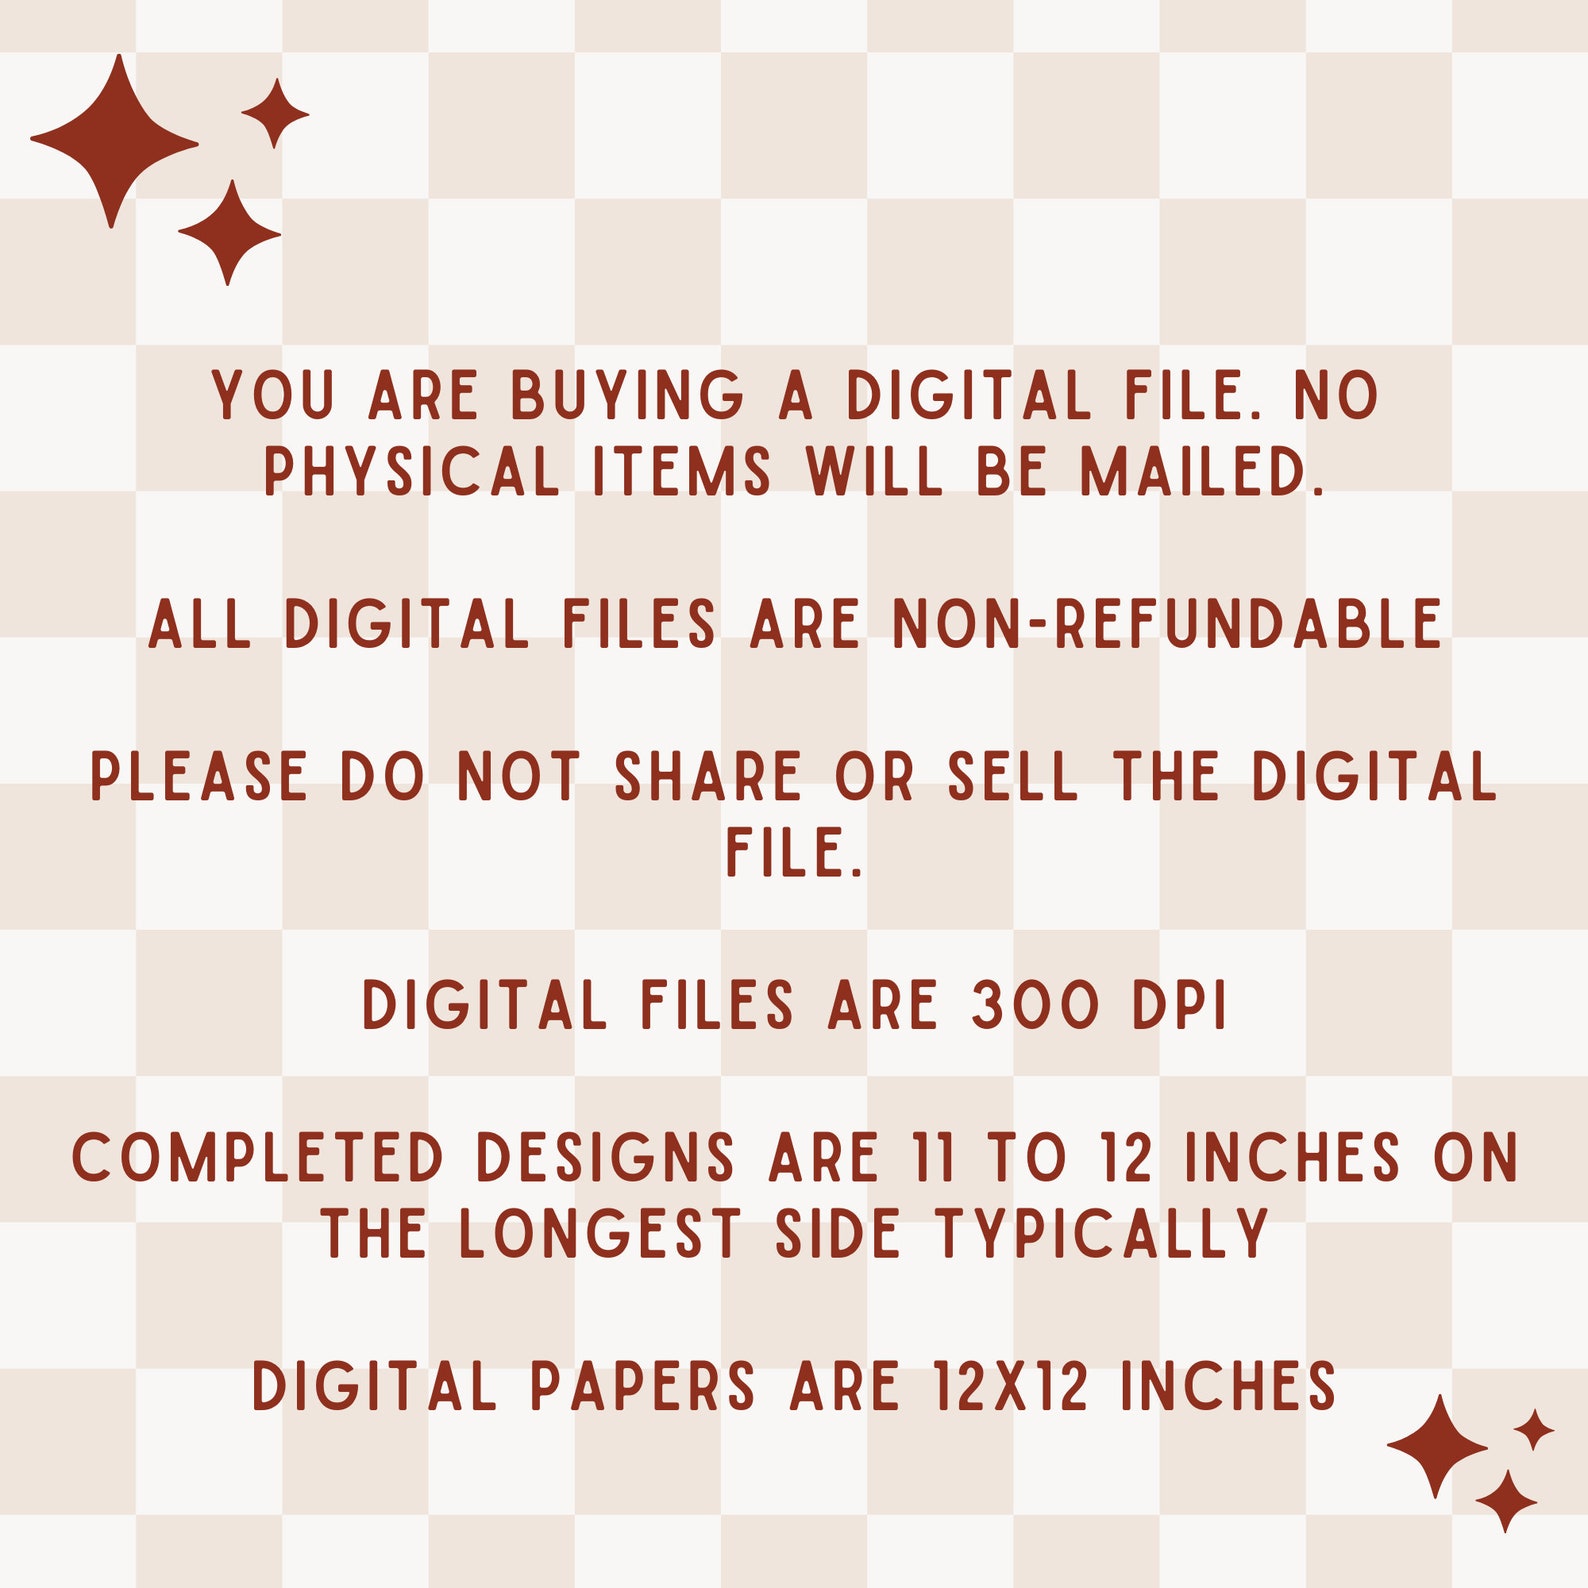 YOU ARE BUYING A DIGITAL FILE. NO
PHYSICAL ITEMS WILL BE MAILED.
ALL DIGITAL FILES ARE NON-REFUNDABLE
PLEASE DO NOT SHARE OR SELL THE DIGITAL
FILE.
DIGITAL FILES ARE 300 DPI
COMPLETED DESIGNS ARE 11 TO 12 INCHES ON
THE LONGEST SIDE TYPICALLY
DIGITAL PAPERS ARE 12X12 INCHES